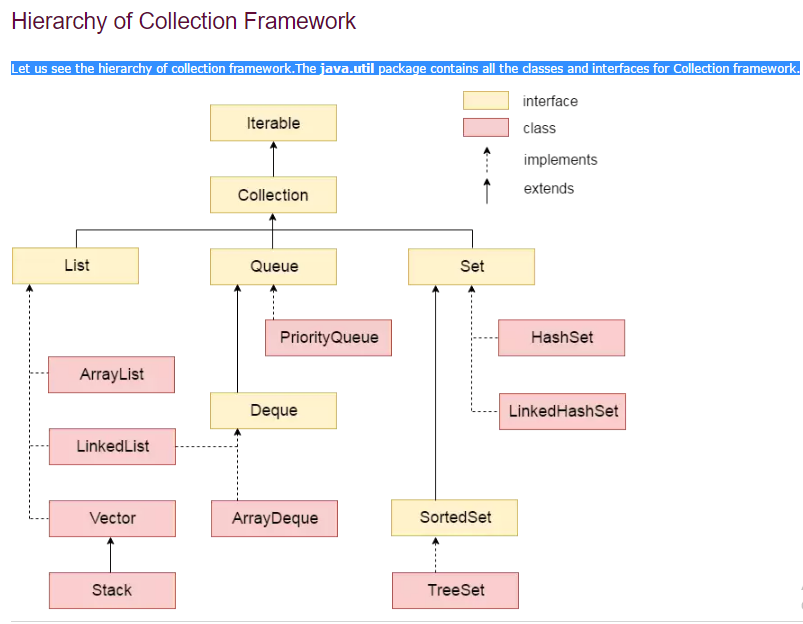 Hierarchy of Collection Framework
Let us see the hierarchy of collection framework.The java.util package contains all the classes and interfaces for Collection framework.
interface
class
implements
extends
Iterable
Collection
List
Queue
Set
PriorityQueue
HashSet
ArrayList
Deque
LinkedHashSet
LinkedList
Vector
ArrayDeque
SortedSet
Stack
TreeSet